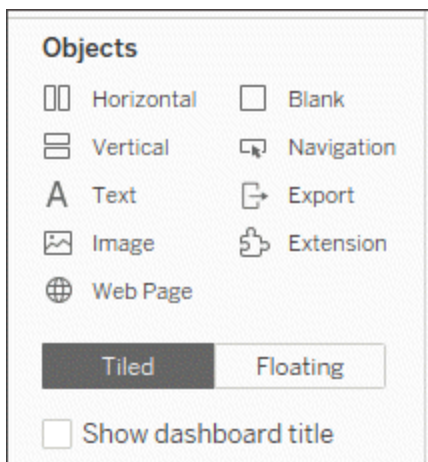 Objects
Horizontal
Blank
Vertical
Navigation
Text
Export
Image
Extension
Web Page
Tiled
Floating
Show dashboard title